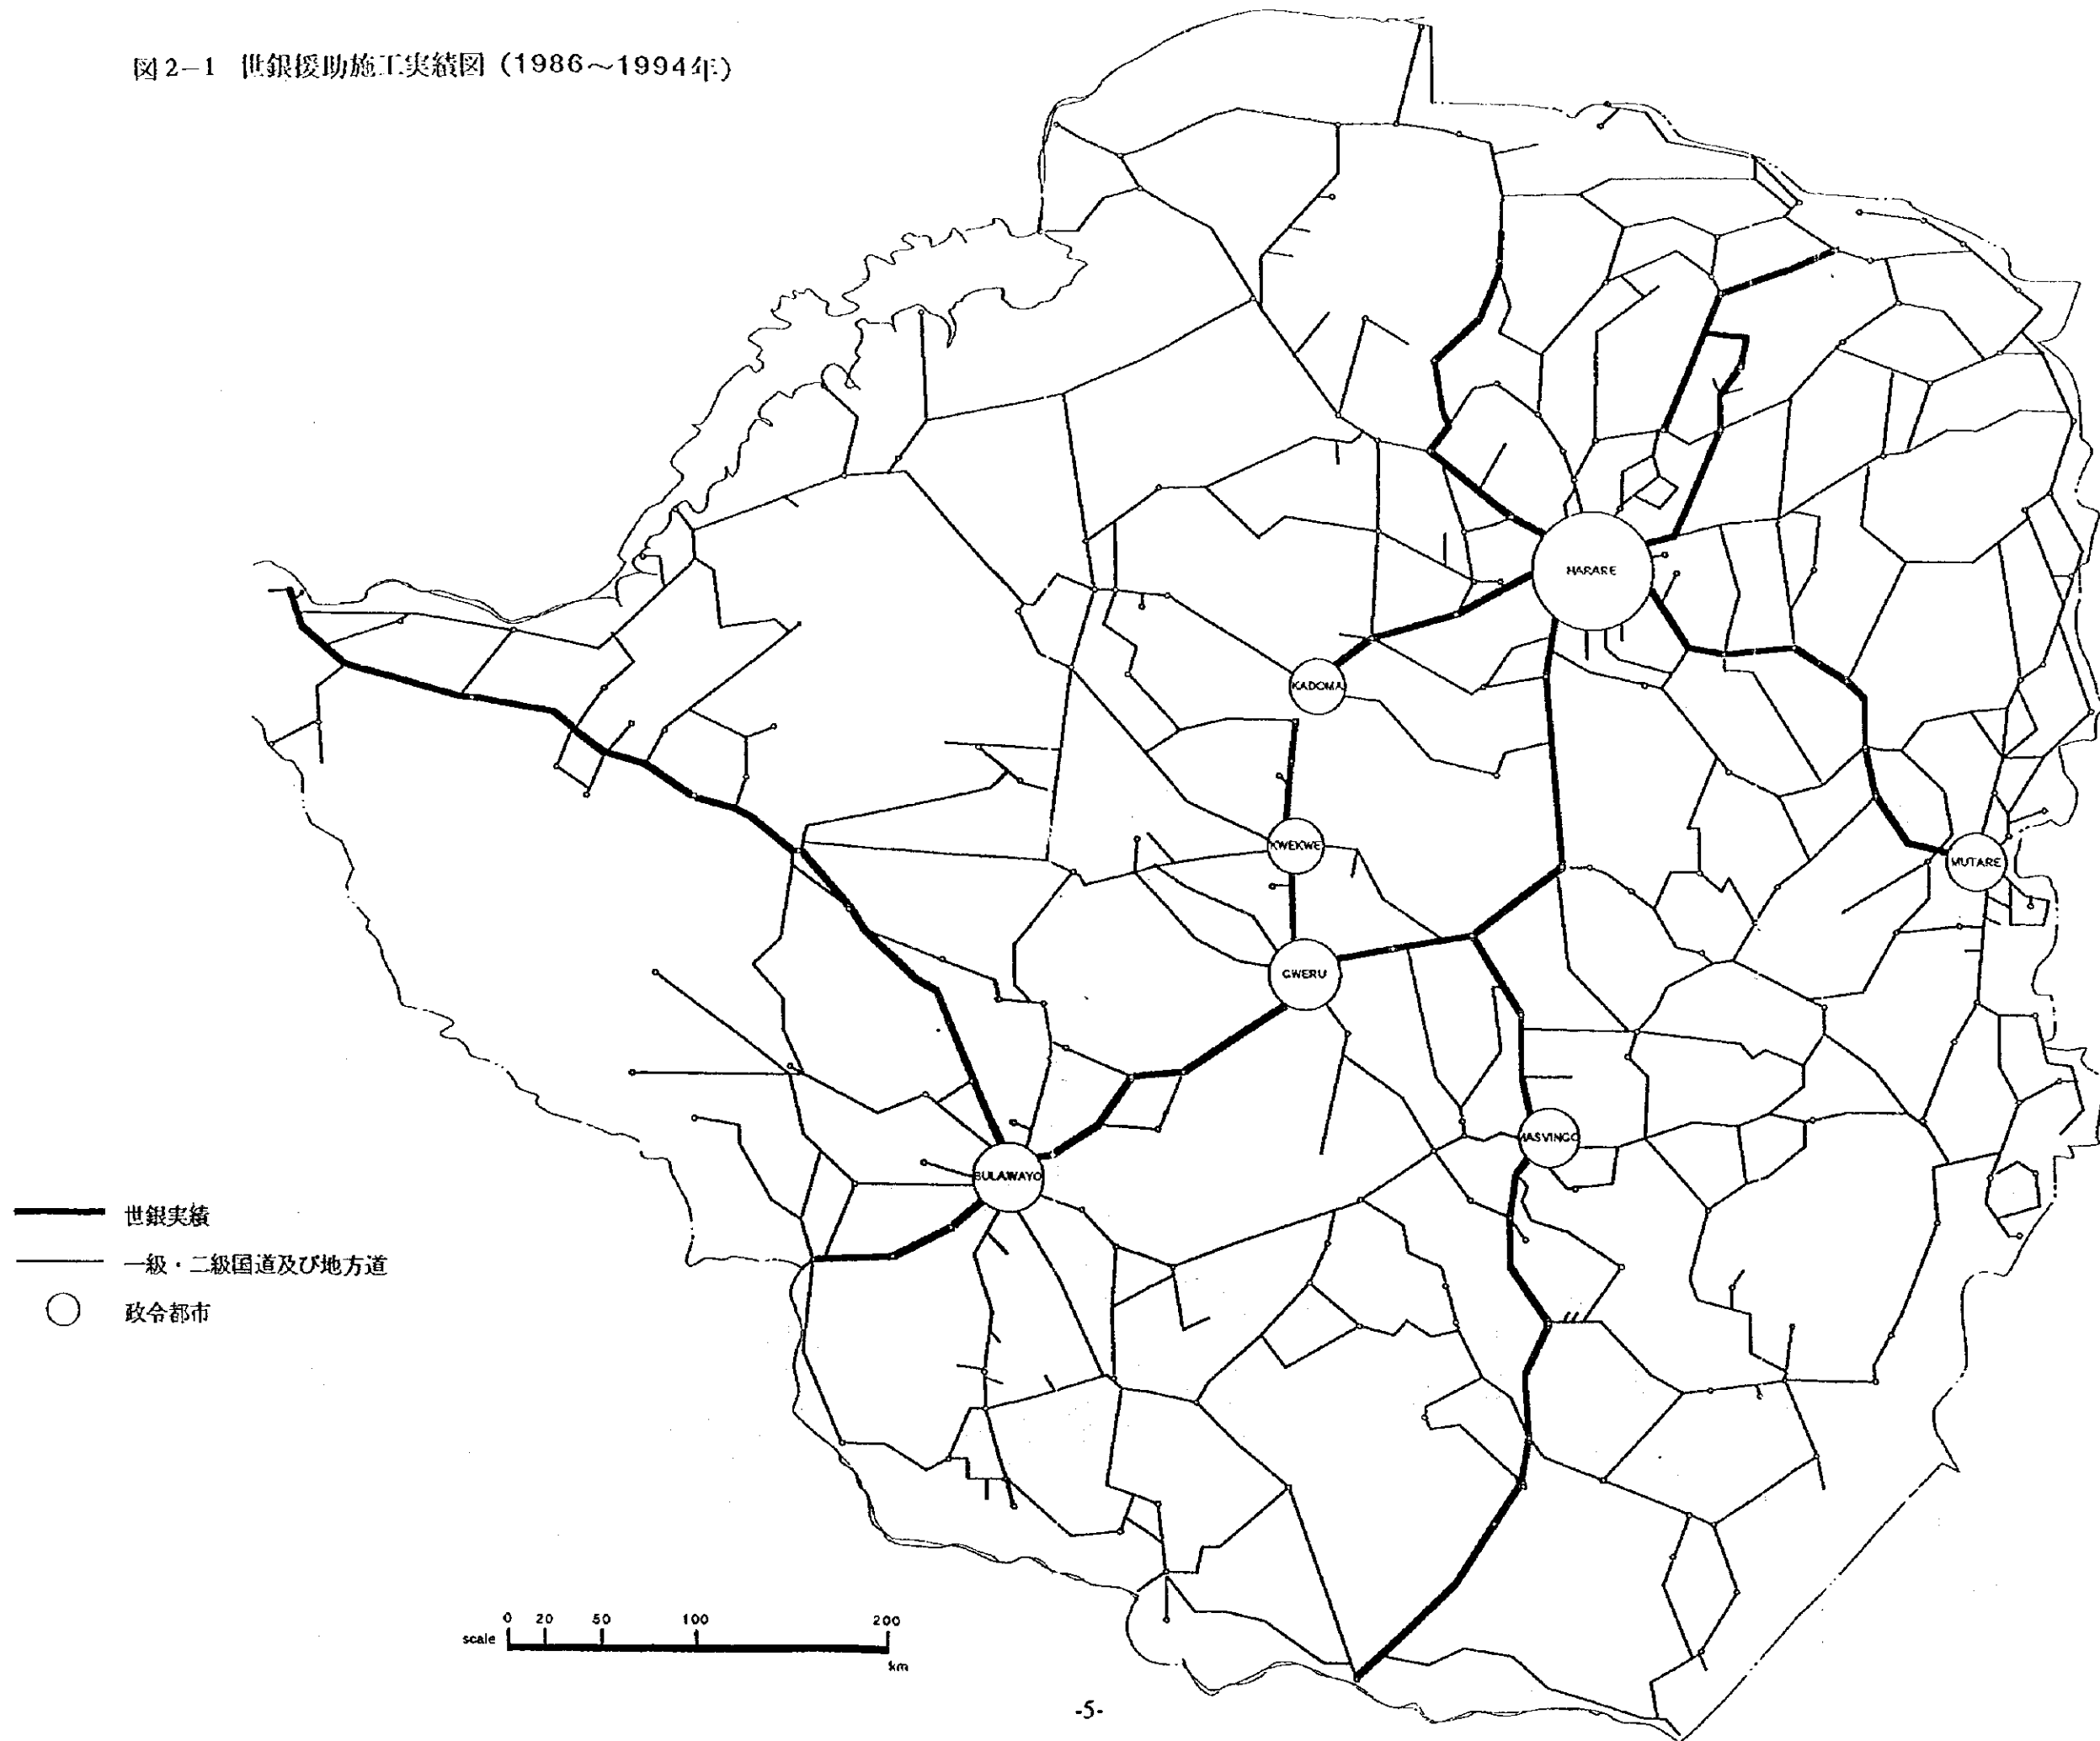 図2-1 世銀援助施工実績図（1986～1994年）
HARARE
KADOMA
KWEKWE
MUTARE
GWERU
MASVINGO
BULAWAYO
世銀実績
一級・二級国道及び地方道
政令都市
0 20 50 100 200
scale
km
-5-